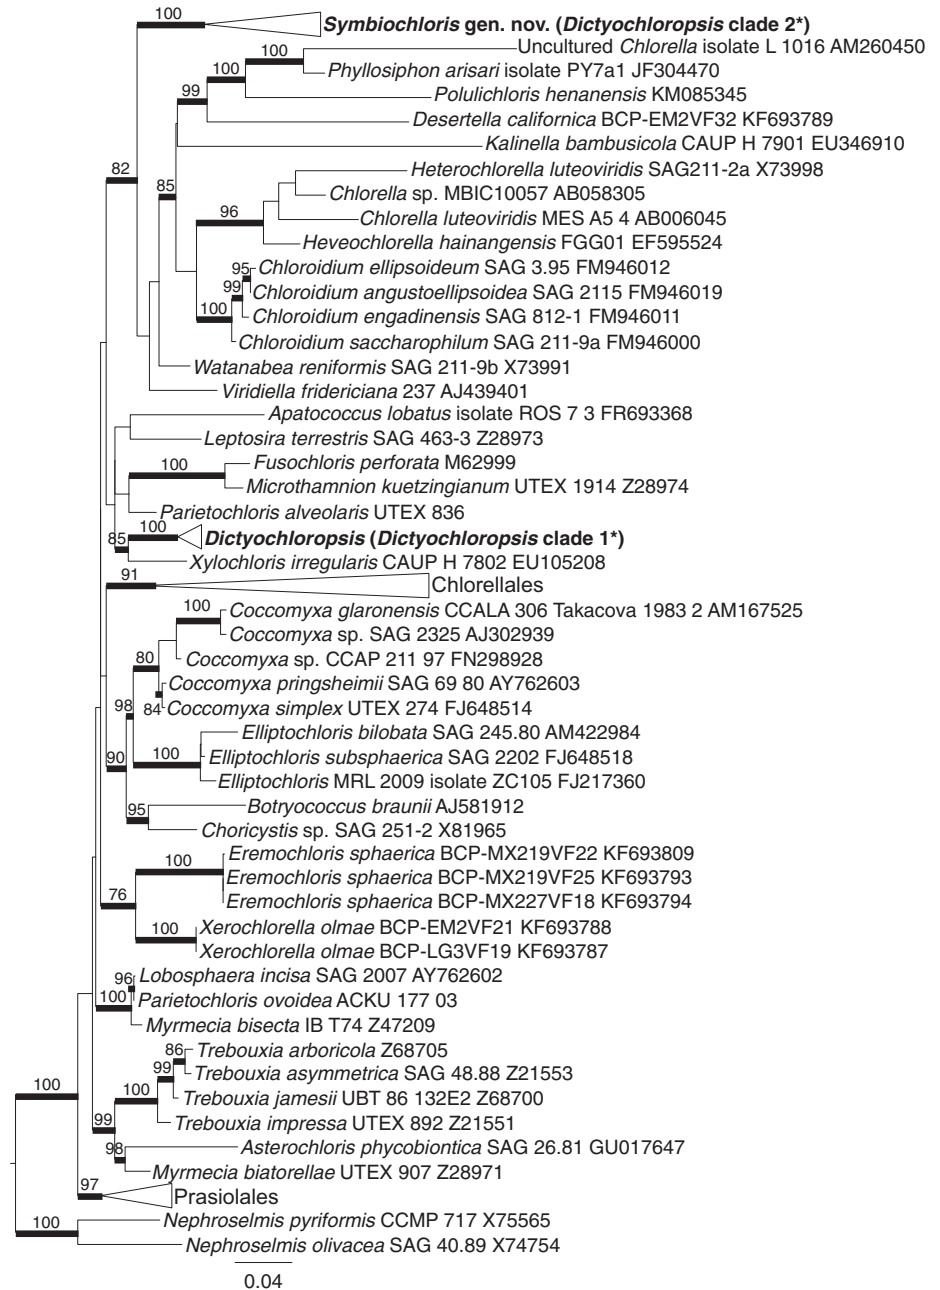 100
Symbiochloris gen. nov. (Dictyochloropsis clade 2*)
Uncultured Chlorella isolate L 1016 AM260450
100
Phyllosiphon arisari isolate PY7a1 JF304470
100
Polulichloris henanensis KM085345
99
Desertella californica BCP-EM2VF32 KF693789
Kalinella bambusicola CAUP H 7901 EU346910
82
Heterochlorella luteoviridis SAG211-2a X73998
85
Chlorella sp. MBIC10057 AB058305
96
Chlorella luteoviridis MES A5 4 AB006045
Heveochlorella hainangensis FGG01 EF595524
95
Chloroidium ellipsoideum SAG 3.95 FM946012
99
Chloroidium angustoellipsoidea SAG 2115 FM946019
100
Chloroidium engadinensis SAG 812-1 FM946011
Chloroidium saccharophilum SAG 211-9a FM946000
Watanabea reniformis SAG 211-9b X73991
Viridiella fridericiana 237 AJ439401
Apatococcus lobatus isolate ROS 7 3 FR693368
Leptosira terrestris SAG 463-3 Z28973
100
Fusochloris perforata M62999
Microthamnion kuetzingianum UTEX 1914 Z28974
Parietochloris alveolaris UTEX 836
100
85
Dictyochloropsis (Dictyochloropsis clade 1*)
Xylochloris irregularis CAUP H 7802 EU105208
91
Chlorellales
100
Coccomyxa glaronensis CCALA 306 Takacova 1983 2 AM167525
Coccomyxa sp. SAG 2325 AJ302939
80
Coccomyxa sp. CCAP 211 97 FN298928
Coccomyxa pringsheimii SAG 69 80 AY762603
98
84
Coccomyxa simplex UTEX 274 FJ648514
Elliptochloris bilobata SAG 245.80 AM422984
90
100
Elliptochloris subsphaerica SAG 2202 FJ648518
Elliptochloris MRL 2009 isolate ZC105 FJ217360
95
Botryococcus braunii AJ581912
Choricystis sp. SAG 251-2 X81965
Eremochloris sphaerica BCP-MX219VF22 KF693809
100
Eremochloris sphaerica BCP-MX219VF25 KF693793
76
Eremochloris sphaerica BCP-MX227VF18 KF693794
100
Xerochlorella olmae BCP-EM2VF21 KF693788
Xerochlorella olmae BCP-LG3VF19 KF693787
96
Lobosphaera incisa SAG 2007 AY762602
100
Parietochloris ovoidea ACKU 177 03
Myrmecia bisecta IB T74 Z47209
86
Trebouxia arboricola Z68705
99
Trebouxia asymmetrica SAG 48.88 Z21553
100
100
Trebouxia jamesii UBT 86 132E2 Z68700
99
Trebouxia impressa UTEX 892 Z21551
98
Asterochloris phycobiontica SAG 26.81 GU017647
Myrmecia biatorellae UTEX 907 Z28971
97
Prasiolales
100
Nephroselmis pyriformis CCMP 717 X75565
Nephroselmis olivacea SAG 40.89 X74754
0.04